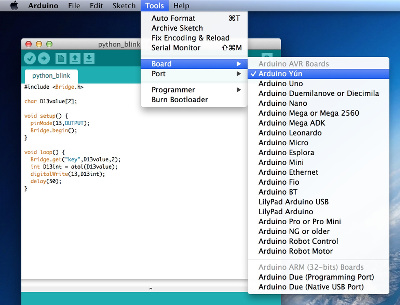 Arduino File Edit Sketch Tools Help
Auto Format ⌘T
Archive Sketch
Fix Encoding & Reload
Serial Monitor ⇧⌘M
Board
Port
Programmer
Burn Bootloader
Arduino AVR Boards
✓ Arduino Yún
Arduino Uno
Arduino Duemilanove or Diecimila
Arduino Nano
Arduino Mega or Mega 2560
Arduino Mega ADK
Arduino Leonardo
Arduino Micro
Arduino Esplora
Arduino Mini
Arduino Ethernet
Arduino Fio
Arduino BT
LilyPad Arduino USB
LilyPad Arduino
Arduino Pro or Pro Mini
Arduino NG or older
Arduino Robot Control
Arduino Robot Motor
Arduino ARM (32-bits) Boards
Arduino Due (Programming Port)
Arduino Due (Native USB Port)
python_blink
python_blink
#include <Bridge.h>
char D13value[2];
void setup() {
pinMode(13,OUTPUT);
Bridge.begin();
}
void loop() {
Bridge.get("key",D13value,2);
int D13int = atoi(D13value);
digitalWrite(13,D13int);
delay(50);
}